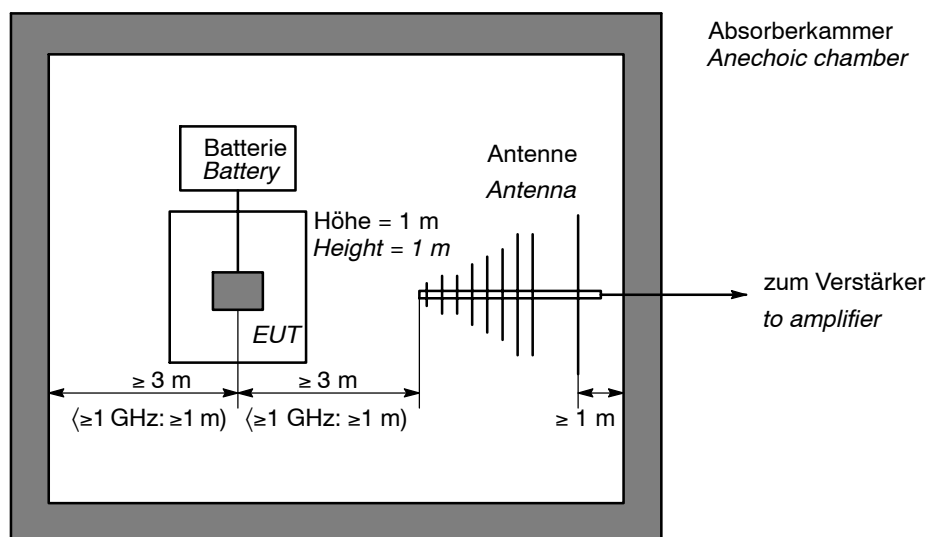 Absorberkammer
Anechoic chamber
Batterie
Battery
Antenne
Antenna
Höhe = 1 m
Height = 1 m
zum Verstärker
to amplifier
EUT
≥ 3 m
≥ 3 m
(≥1 GHz: ≥1 m)
(≥1 GHz: ≥1 m)
≥ 1 m